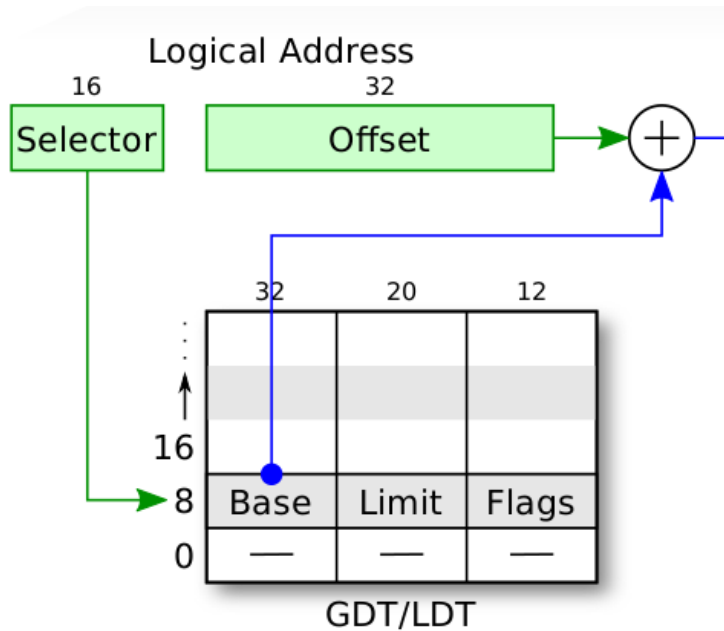 Logical Address
16 32
Selector Offset +
32 20 12
16
8 Base Limit Flags
0 — — —
GDT/LDT